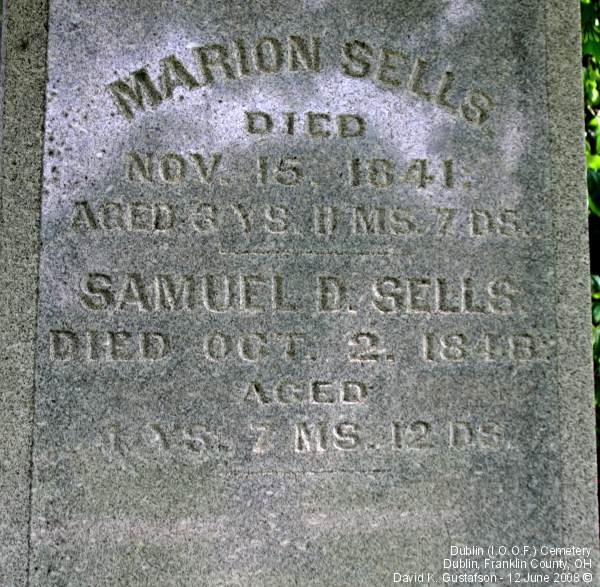 MARION SELLS.
DIED
NOV. 15, 1841.
AGED 3 YS. 11 MS. 7 DS.
SAMUEL D. SELLS.
DIED OCT. 2, 1848.
AGED
YS. 7 MS. 12 DS.
Dublin (I.O.O.F.) Cemetery
Dublin, Franklin County, OH
David K. Gustafson - 12 June 2008 ©